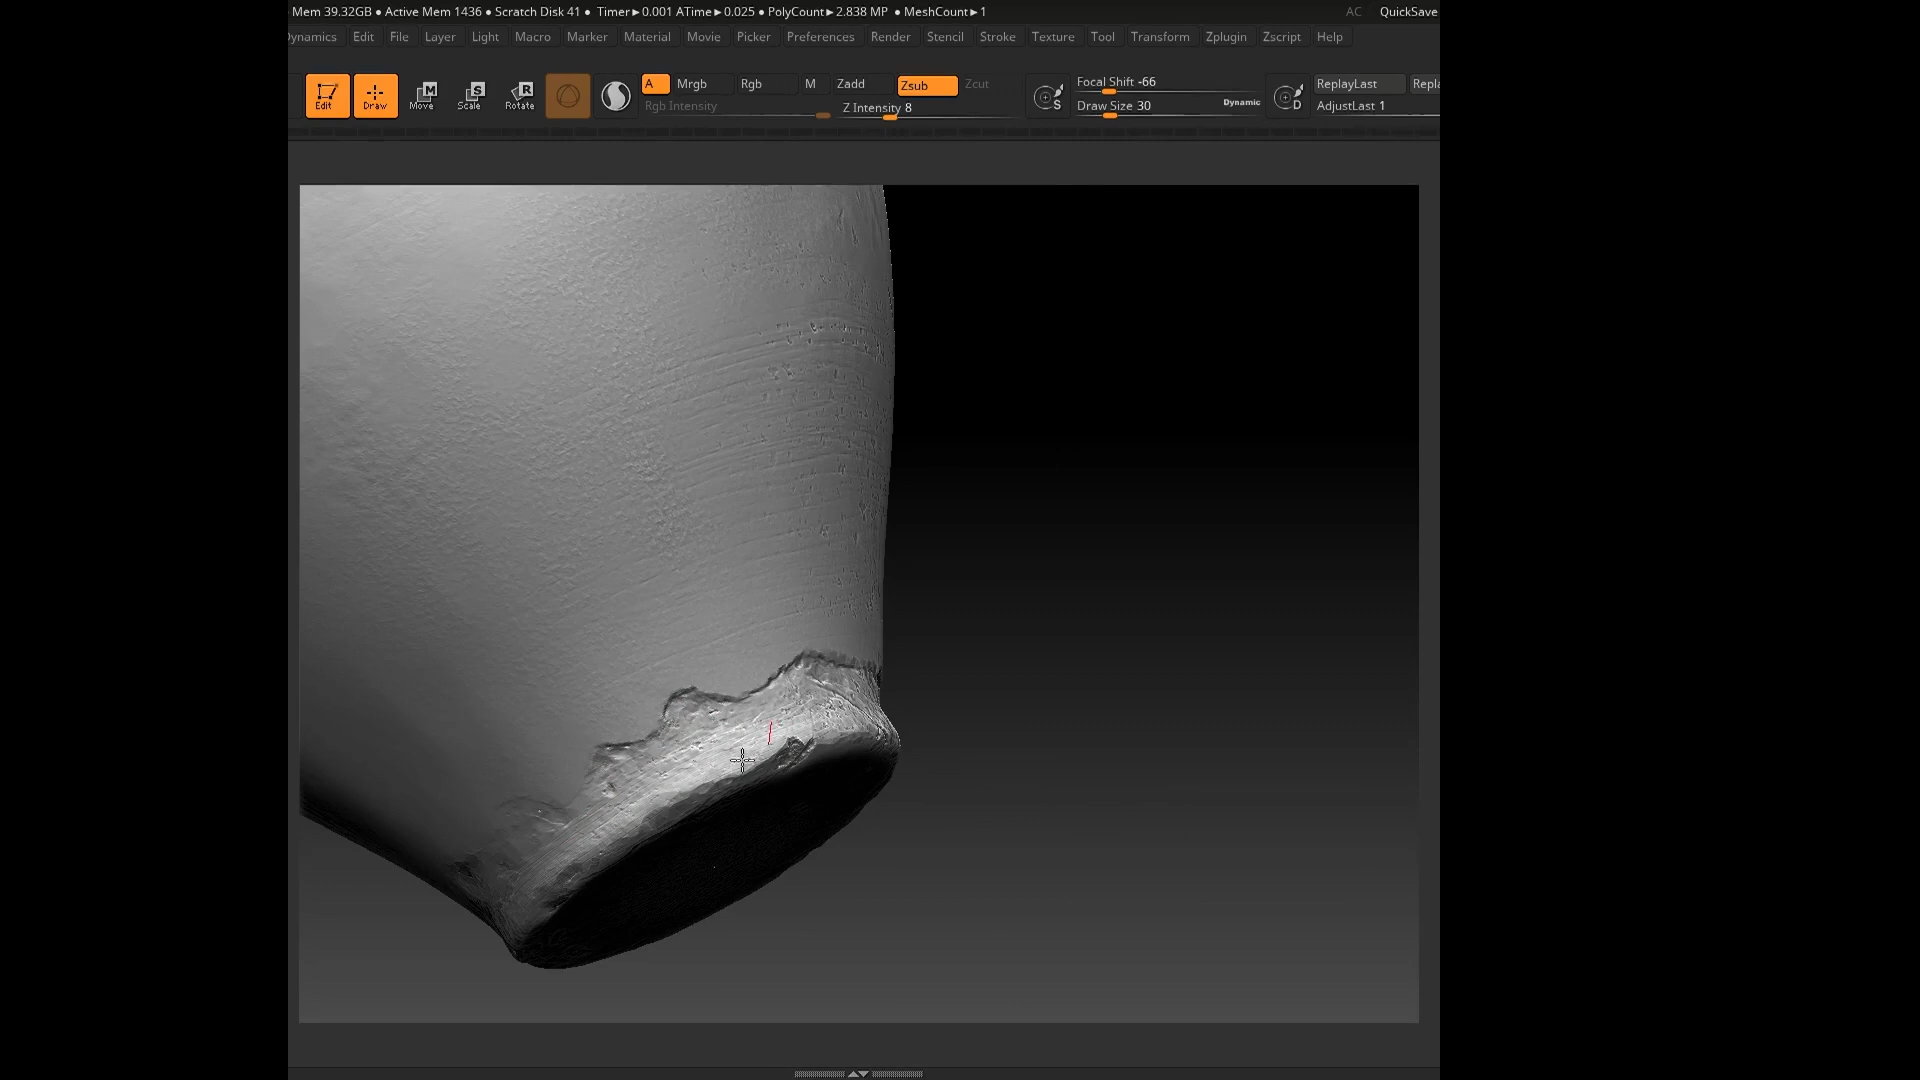 Mem 39.32GB ● Active Mem 1436 ● Scratch Disk 41 ● Timer►0.001 ATime►0.025 ● PolyCount►2.838 MP ● MeshCount►1 AC QuickSave
Dynamics Edit File Layer Light Macro Marker Material Movie Picker Preferences Render Stencil Stroke Texture Tool Transform Zplugin Zscript Help
A Mrgb Rgb M Zadd Zsub Zcut Focal Shift -66 ReplayLast Repla
Edit Draw Move Scale Rotate Rgb Intensity Z Intensity 8 Draw Size 30 Dynamic AdjustLast 1
M S R S D